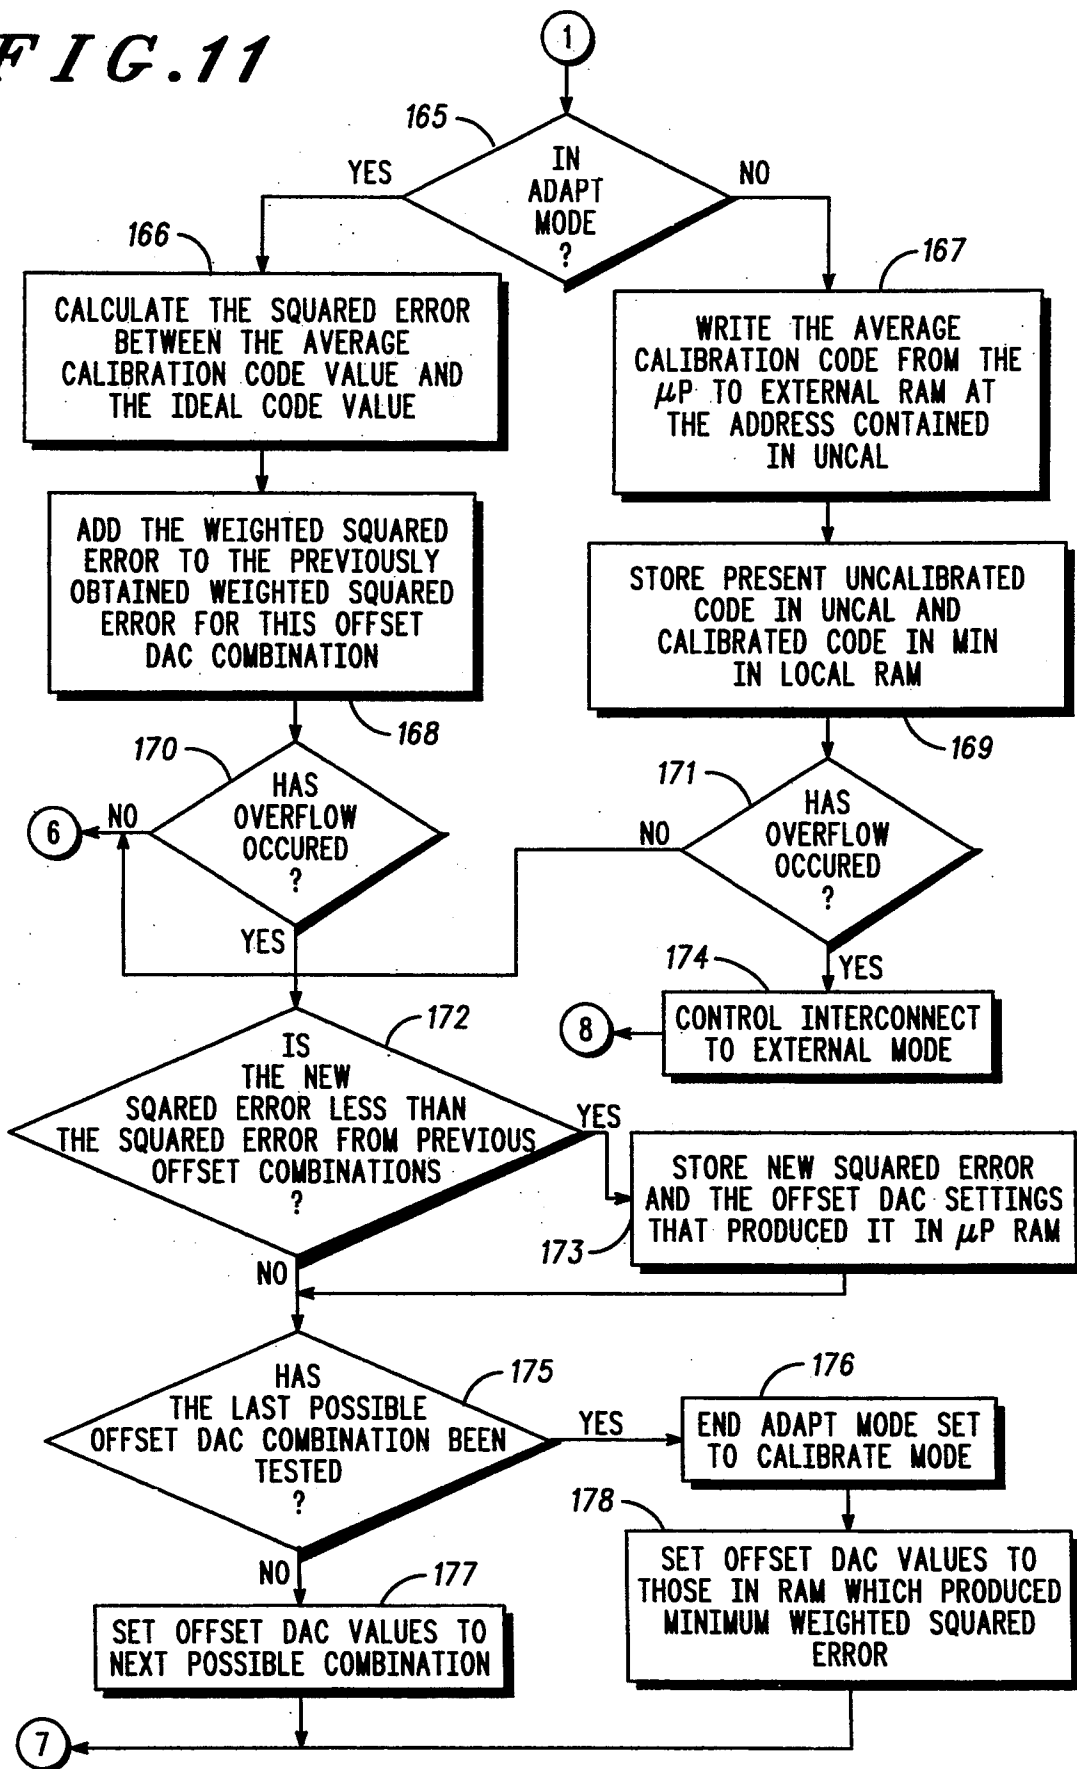 FIG.11
1
165
IN
ADAPT
MODE
?
YES
NO
166
CALCULATE THE SQUARED ERROR
BETWEEN THE AVERAGE
CALIBRATION CODE VALUE AND
THE IDEAL CODE VALUE
167
WRITE THE AVERAGE
CALIBRATION CODE FROM THE
μP TO EXTERNAL RAM AT
THE ADDRESS CONTAINED
IN UNCAL
ADD THE WEIGHTED SQUARED
ERROR TO THE PREVIOUSLY
OBTAINED WEIGHTED SQUARED
ERROR FOR THIS OFFSET
DAC COMBINATION
168
STORE PRESENT UNCALIBRATED
CODE IN UNCAL AND
CALIBRATED CODE IN MIN
IN LOCAL RAM
169
170
HAS
OVERFLOW
OCCURED
?
NO
6
YES
171
HAS
OVERFLOW
OCCURED
?
NO
YES
174
CONTROL INTERCONNECT
TO EXTERNAL MODE
8
172
IS
THE NEW
SQARED ERROR LESS THAN
THE SQUARED ERROR FROM PREVIOUS
OFFSET COMBINATIONS
?
YES
NO
STORE NEW SQUARED ERROR
AND THE OFFSET DAC SETTINGS
THAT PRODUCED IT IN μP RAM
173
175
HAS
THE LAST POSSIBLE
OFFSET DAC COMBINATION BEEN
TESTED
?
YES
NO
176
END ADAPT MODE SET
TO CALIBRATE MODE
177
SET OFFSET DAC VALUES TO
NEXT POSSIBLE COMBINATION
178
SET OFFSET DAC VALUES TO
THOSE IN RAM WHICH PRODUCED
MINIMUM WEIGHTED SQUARED
ERROR
7